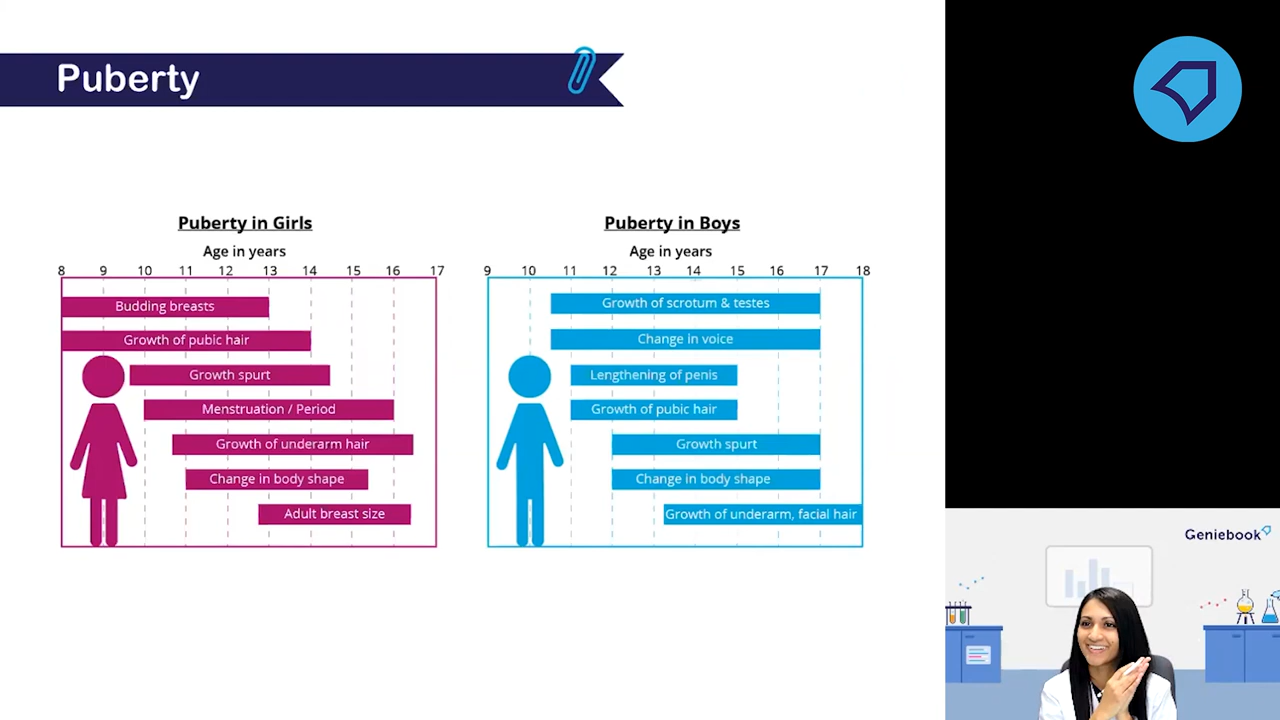 Puberty
Puberty in Girls
Age in years
8 9 10 11 12 13 14 15 16 17
Budding breasts
Growth of pubic hair
Growth spurt
Menstruation / Period
Growth of underarm hair
Change in body shape
Adult breast size
Puberty in Boys
Age in years
9 10 11 12 13 14 15 16 17 18
Growth of scrotum & testes
Change in voice
Lengthening of penis
Growth of pubic hair
Growth spurt
Change in body shape
Growth of underarm, facial hair
Geniebook